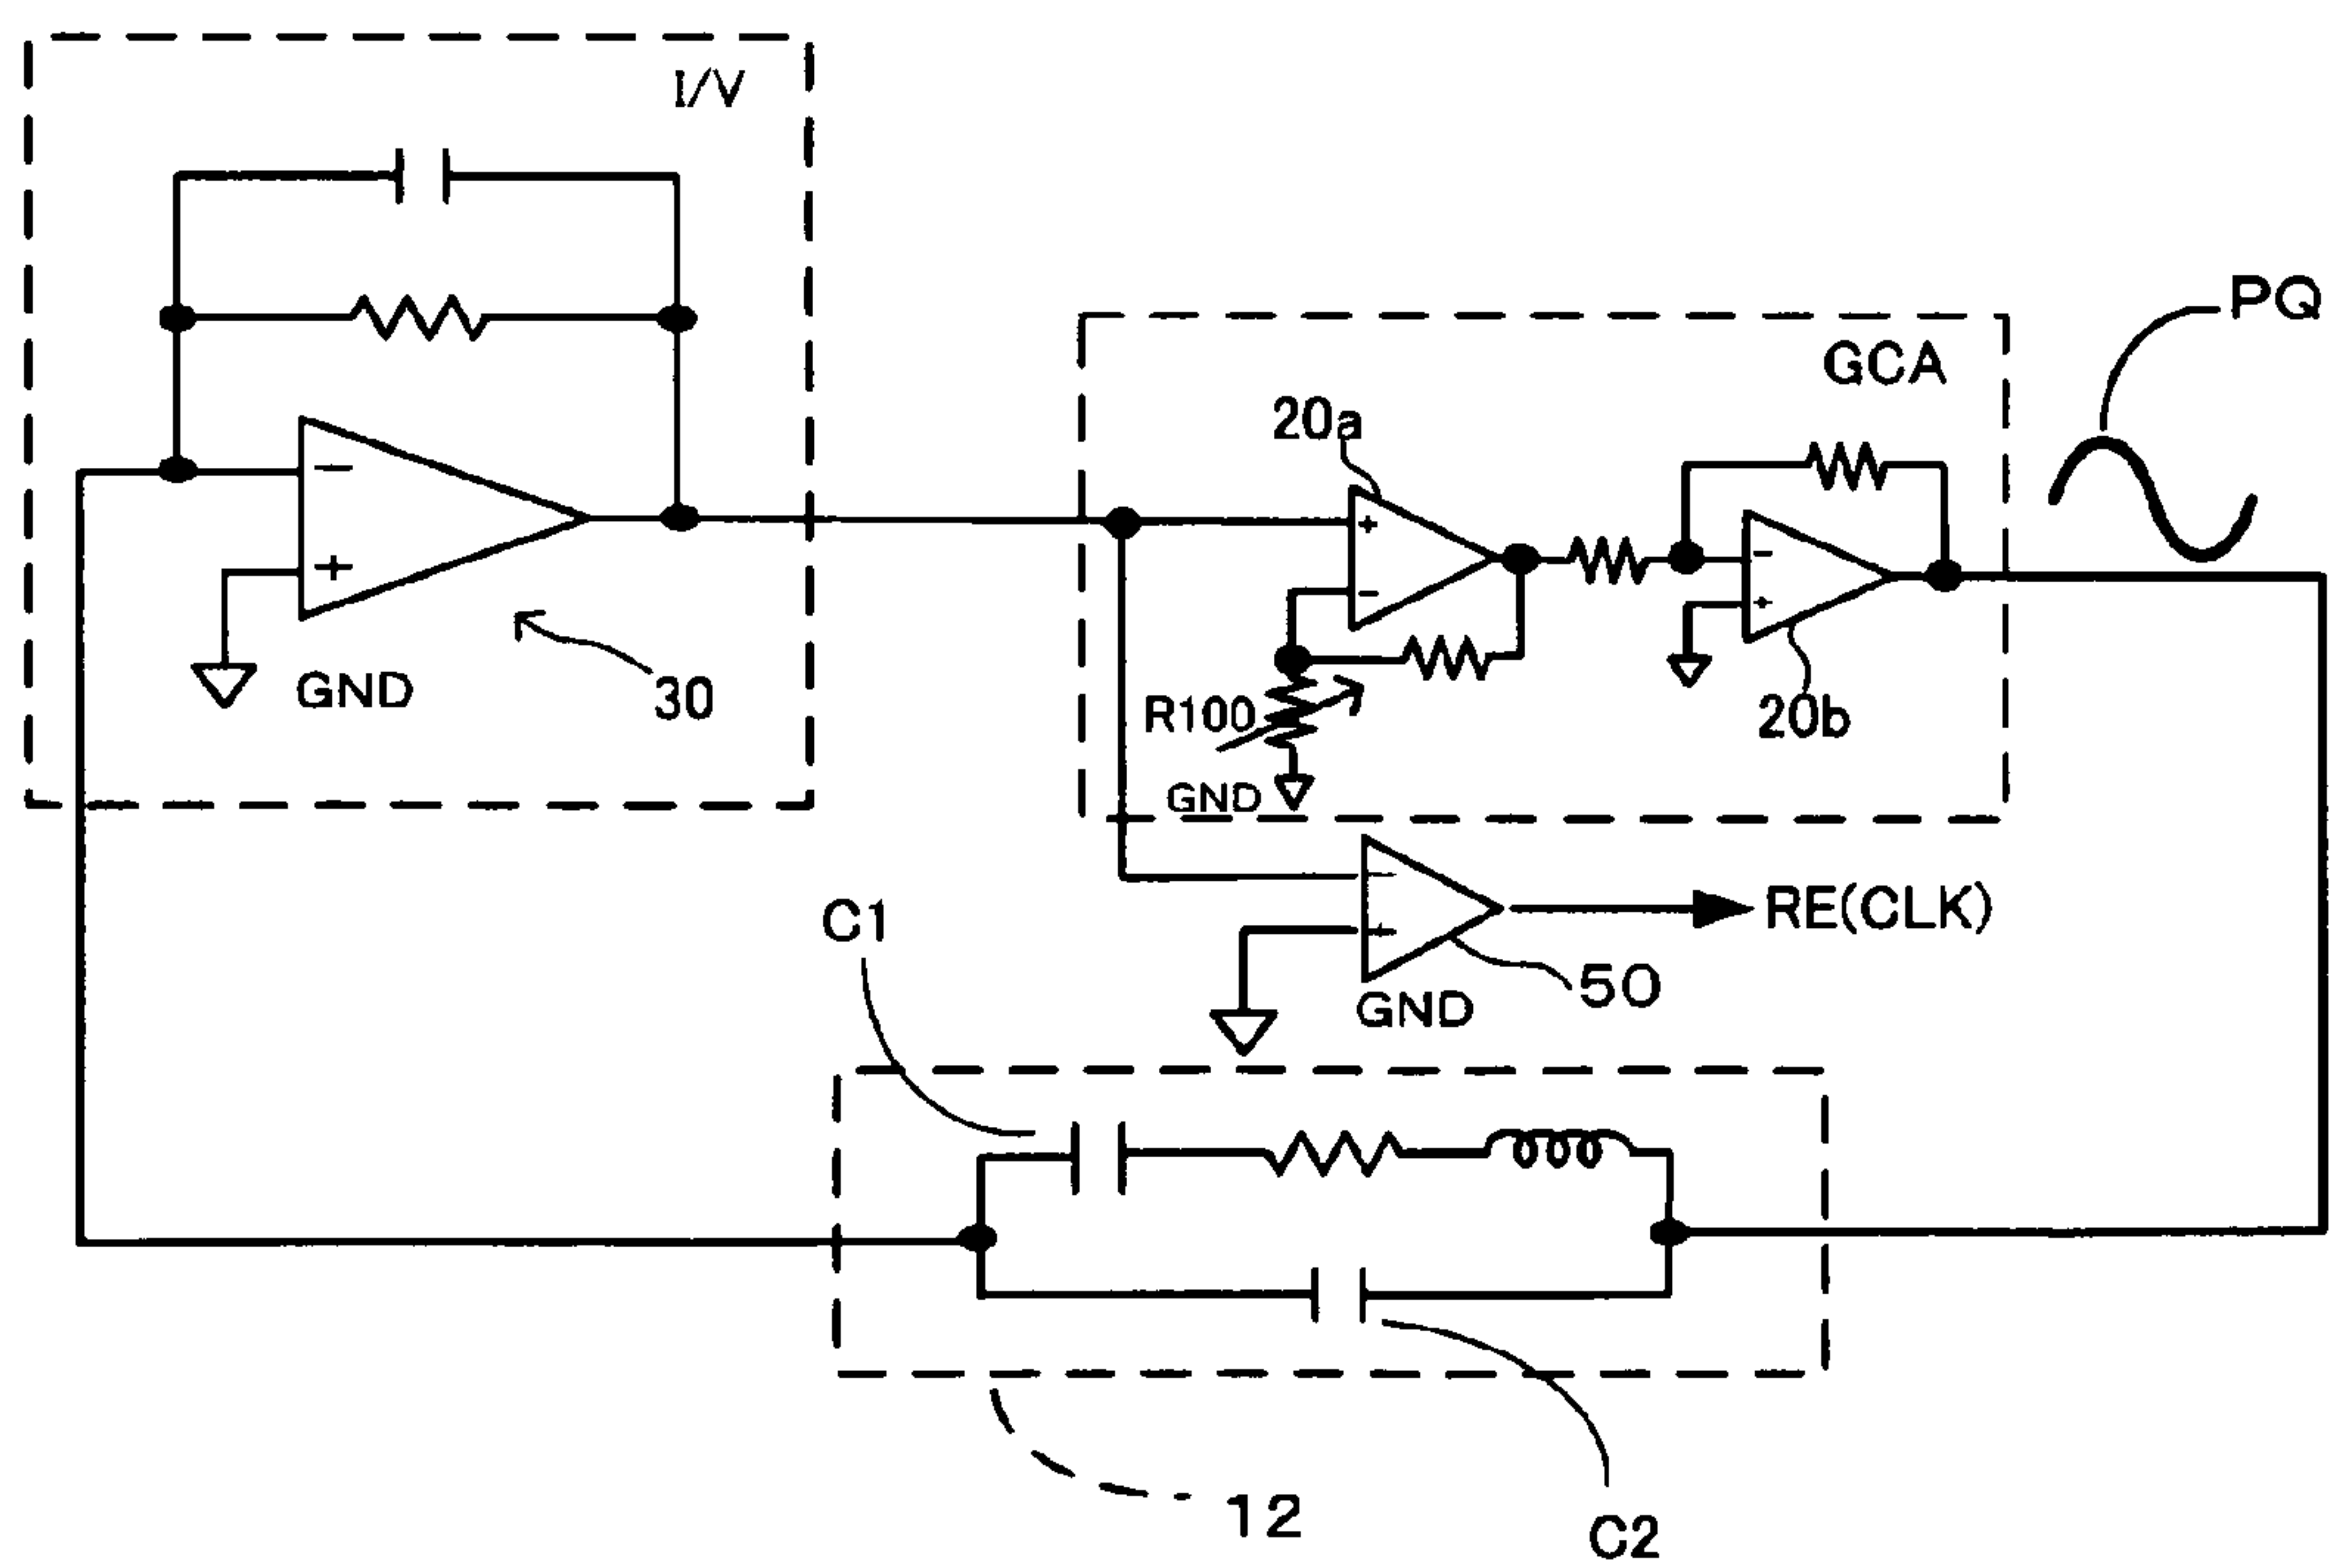 I/V
PQ
GCA
20a
GND
30
R100
20b
GND
C1
RE(CLK)
50
GND
12
C2